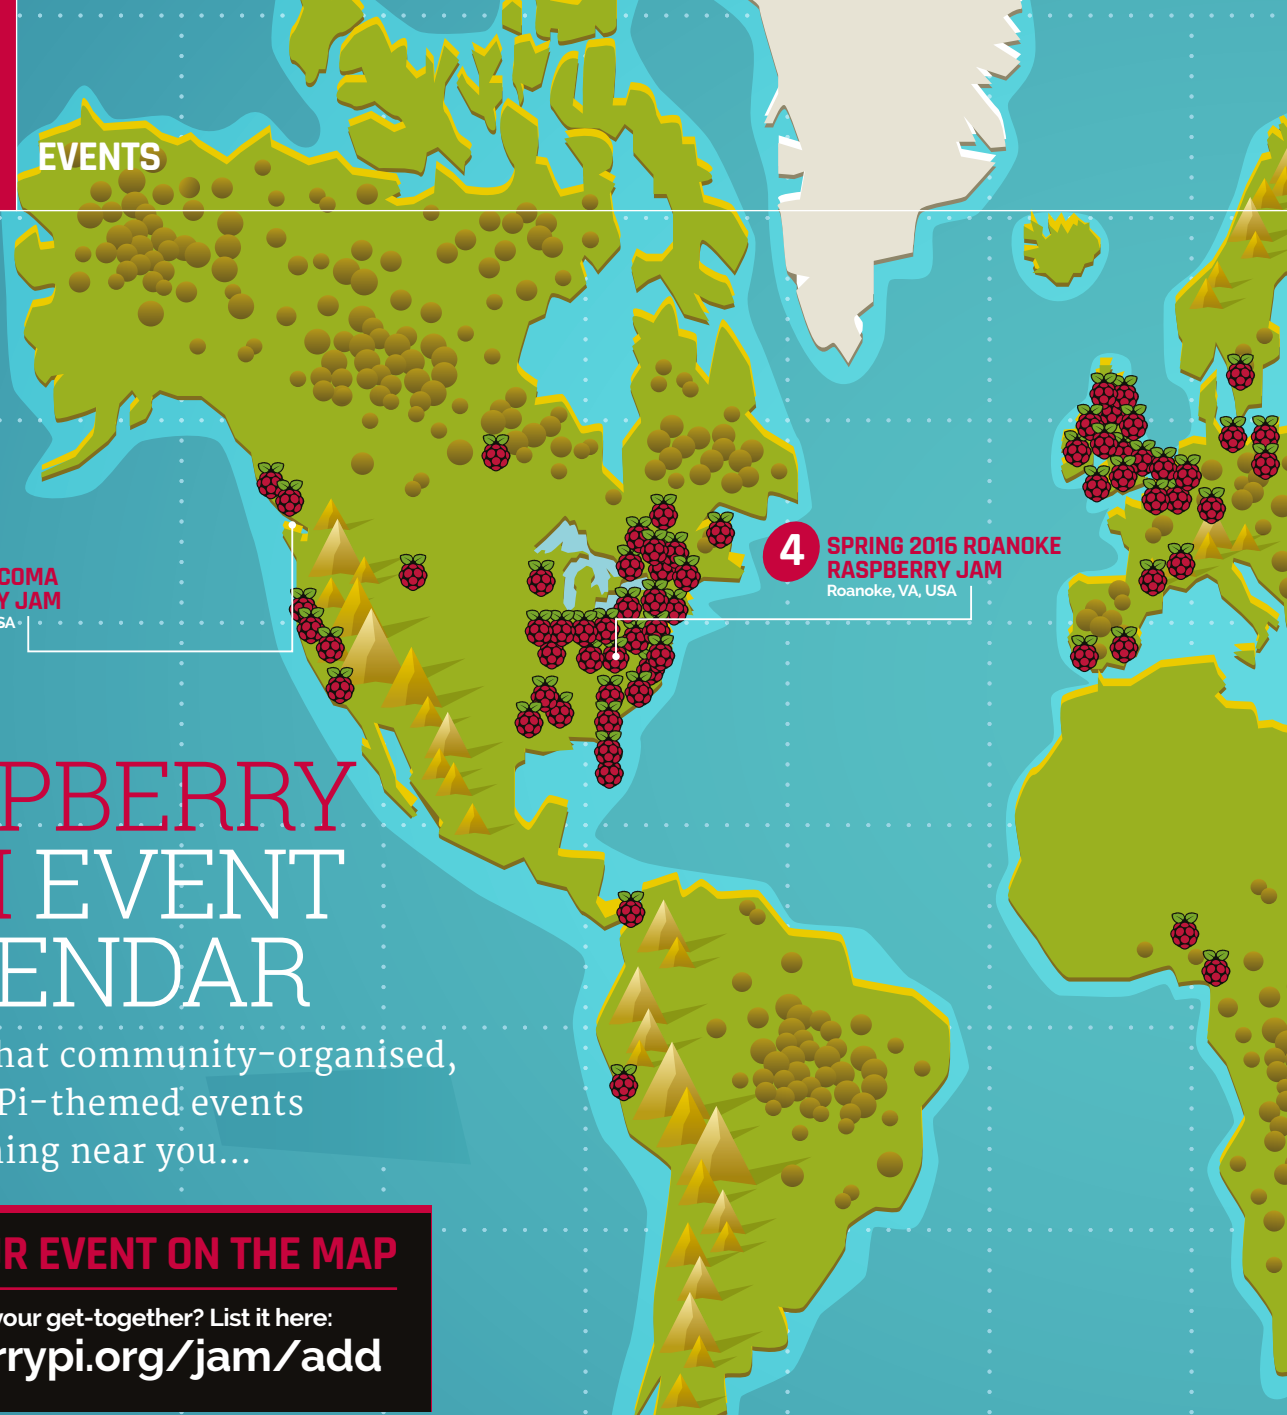 EVENTS
4
SPRING 2016 ROANOKE
RASPBERRY JAM
Roanoke, VA, USA
COMA
Y JAM
SA
PBERRY
I EVENT
ENDAR
hat community-organised,
Pi-themed events
ning near you...
R EVENT ON THE MAP
your get-together? List it here:
rrypi.org/jam/add